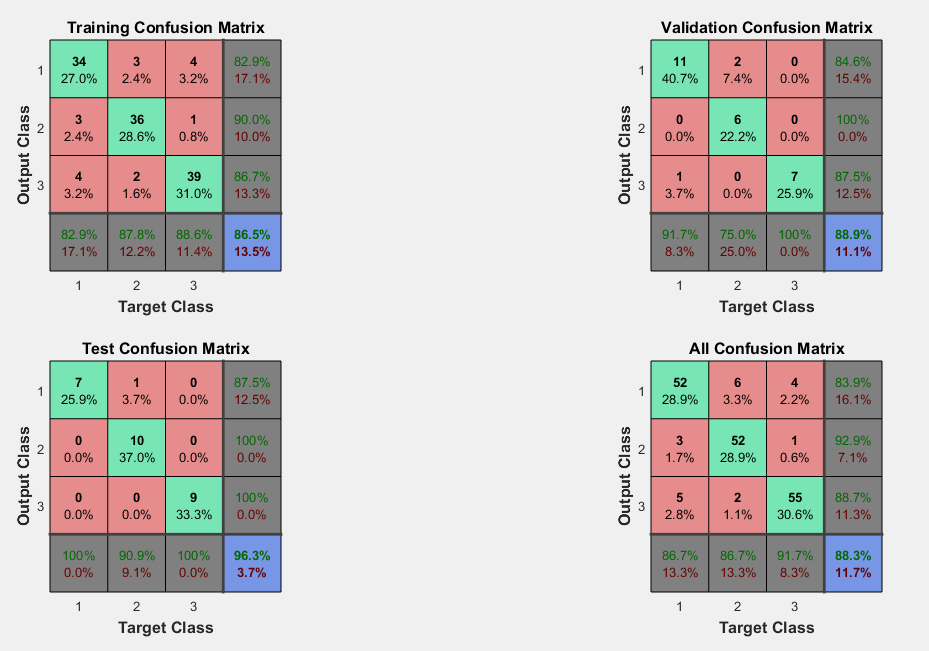 Training Confusion Matrix
1 34 3 4 82.9%
27.0% 2.4% 3.2% 17.1%
2 3 36 1 90.0%
2.4% 28.6% 0.8% 10.0%
3 4 2 39 86.7%
3.2% 1.6% 31.0% 13.3%
82.9% 87.8% 88.6% 86.5%
17.1% 12.2% 11.4% 13.5%
1 2 3
Target Class
Output Class
Validation Confusion Matrix
1 11 2 0 84.6%
40.7% 7.4% 0.0% 15.4%
2 0 6 0 100%
0.0% 22.2% 0.0% 0.0%
3 1 0 7 87.5%
3.7% 0.0% 25.9% 12.5%
91.7% 75.0% 100% 88.9%
8.3% 25.0% 0.0% 11.1%
1 2 3
Target Class
Output Class
Test Confusion Matrix
1 7 1 0 87.5%
25.9% 3.7% 0.0% 12.5%
2 0 10 0 100%
0.0% 37.0% 0.0% 0.0%
3 0 0 9 100%
0.0% 0.0% 33.3% 0.0%
100% 90.9% 100% 96.3%
0.0% 9.1% 0.0% 3.7%
1 2 3
Target Class
Output Class
All Confusion Matrix
1 52 6 4 83.9%
28.9% 3.3% 2.2% 16.1%
2 3 52 1 92.9%
1.7% 28.9% 0.6% 7.1%
3 5 2 55 88.7%
2.8% 1.1% 30.6% 11.3%
86.7% 86.7% 91.7% 88.3%
13.3% 13.3% 8.3% 11.7%
1 2 3
Target Class
Output Class